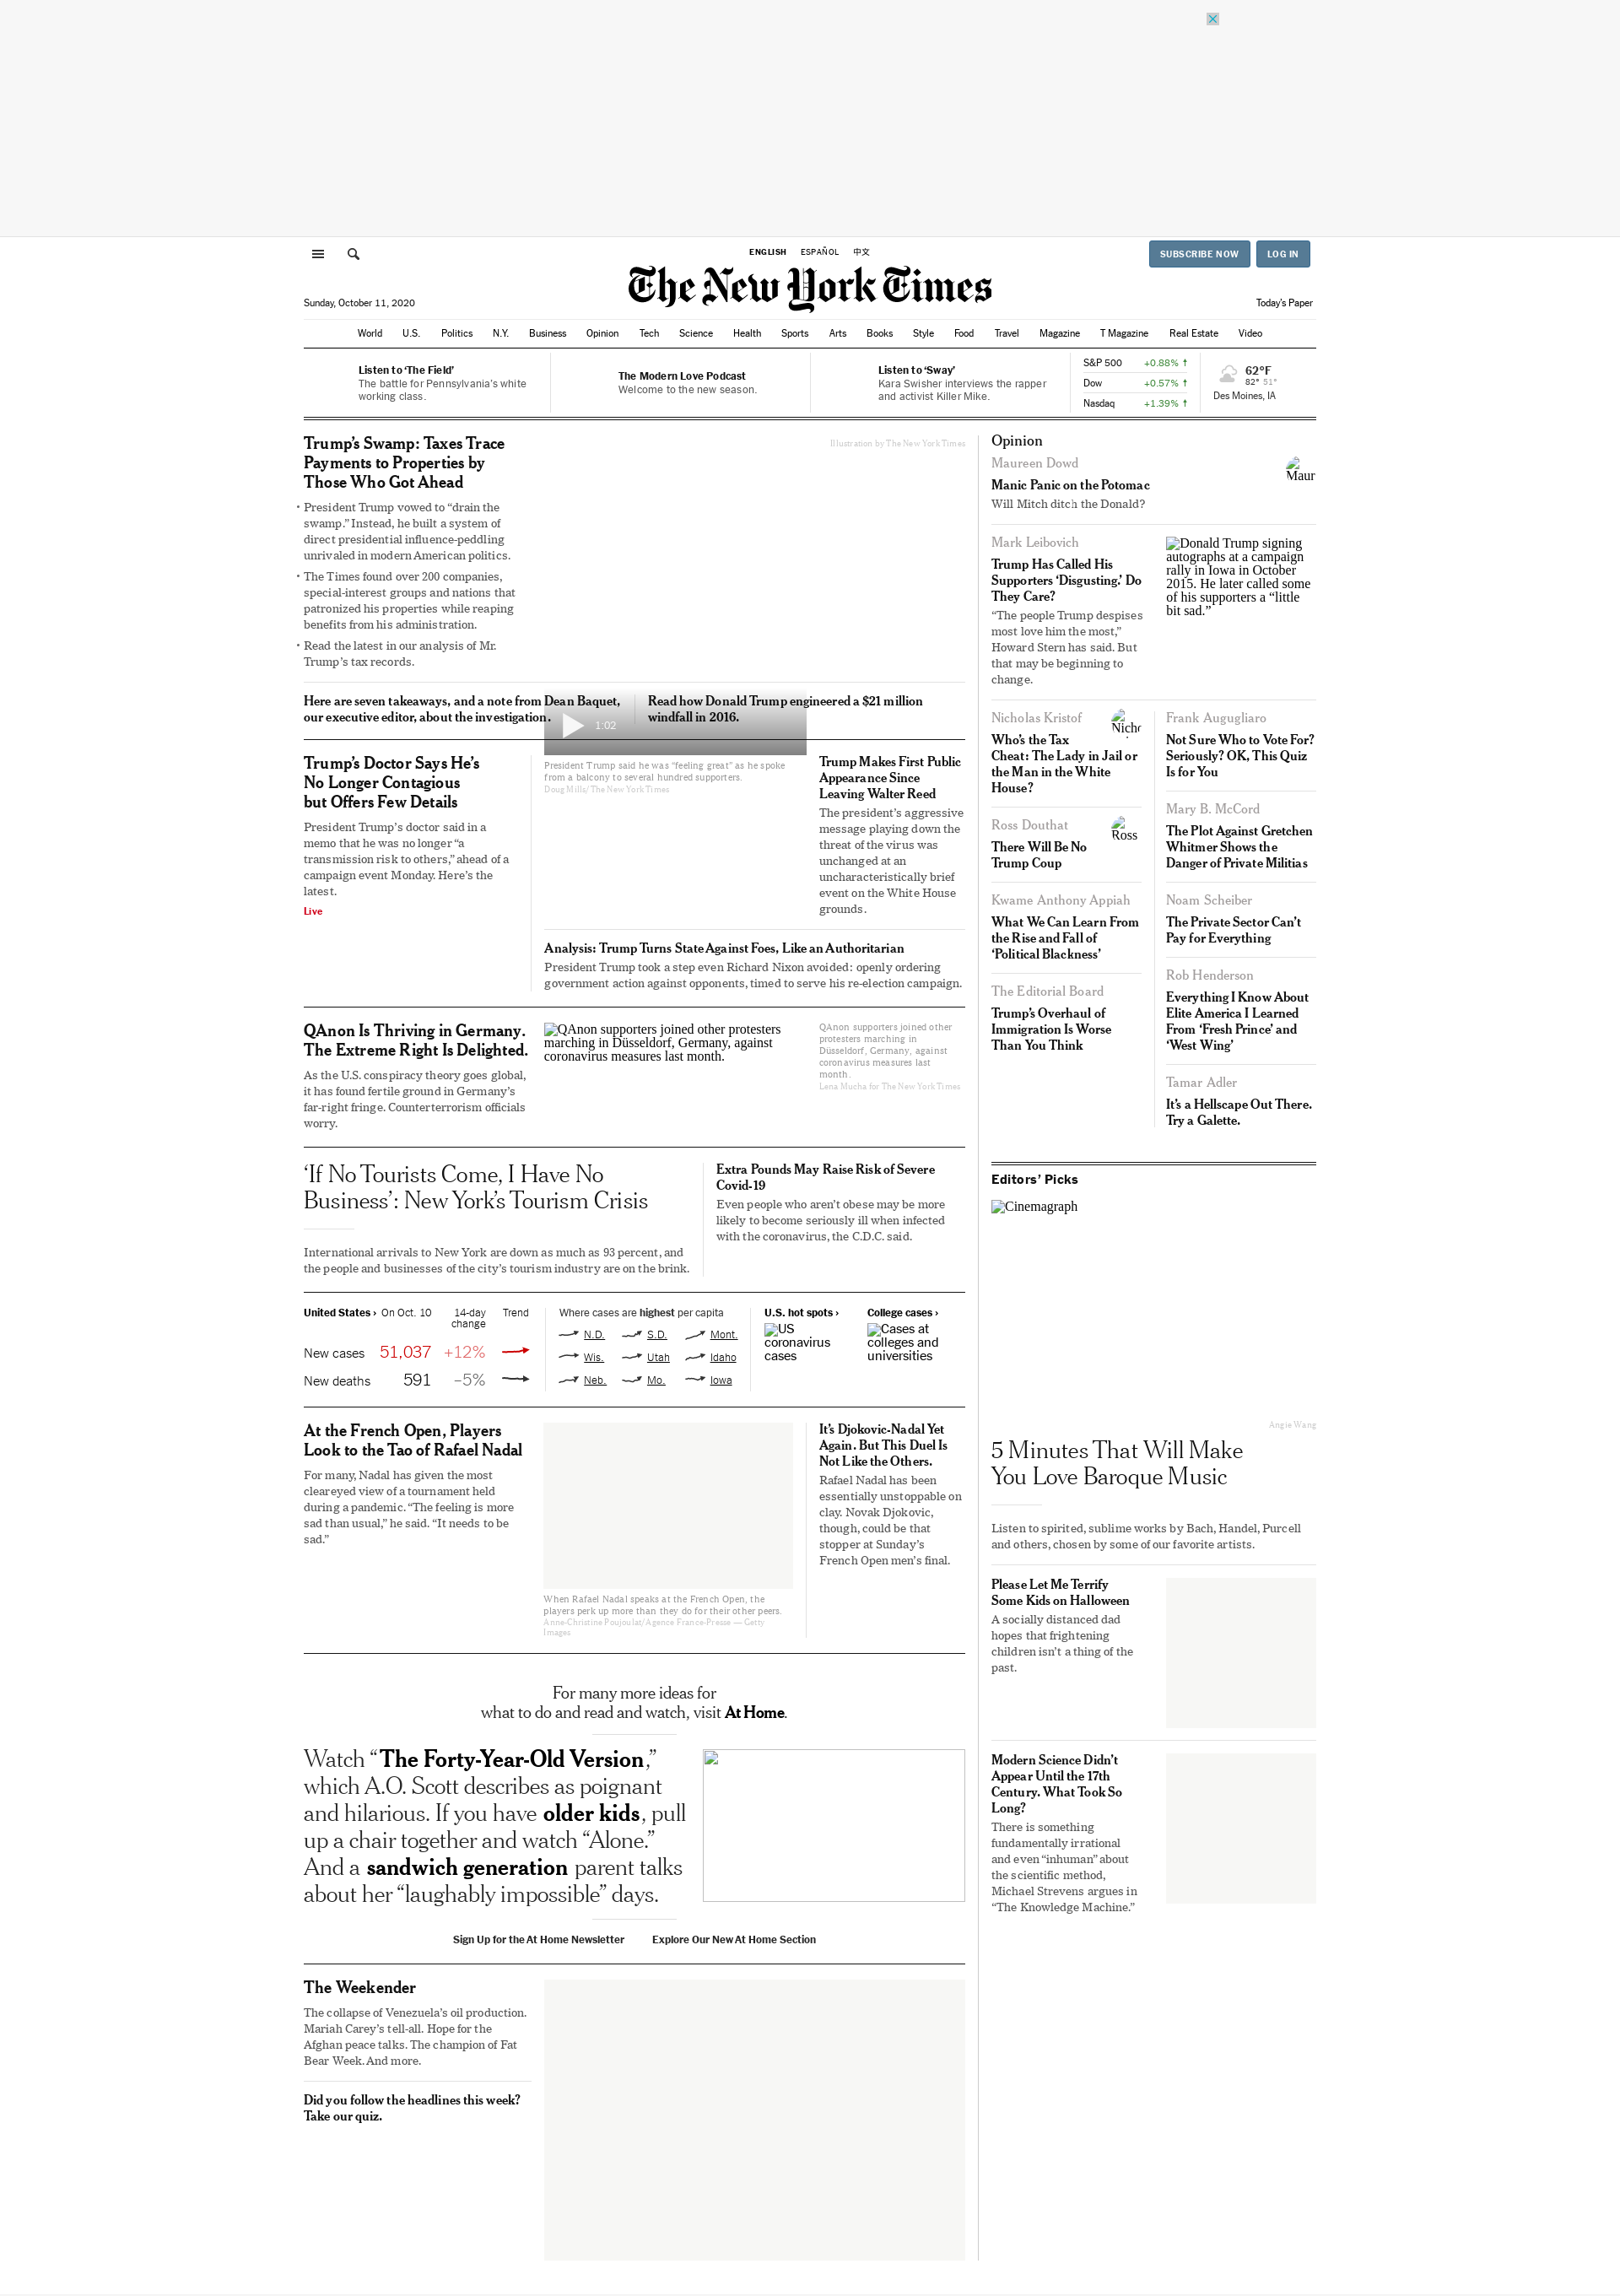 ENGLISH ESPAÑOL 中文
SUBSCRIBE NOW LOG IN
The New York Times
Sunday, October 11, 2020
Today's Paper
World U.S. Politics N.Y. Business Opinion Tech Science Health Sports Arts Books Style Food Travel Magazine T Magazine Real Estate Video
Listen to ‘The Field’
The battle for Pennsylvania’s white
working class.
The Modern Love Podcast
Welcome to the new season.
Listen to ‘Sway’
Kara Swisher interviews the rapper
and activist Killer Mike.
S&P 500 +0.88% ↑
Dow +0.57% ↑
Nasdaq +1.39% ↑
62°F
82° 51°
Des Moines, IA
Trump’s Swamp: Taxes Trace
Payments to Properties by
Those Who Got Ahead
• President Trump vowed to “drain the
swamp.” Instead, he built a system of
direct presidential influence-peddling
unrivaled in modern American politics.
• The Times found over 200 companies,
special-interest groups and nations that
patronized his properties while reaping
benefits from his administration.
• Read the latest in our analysis of Mr.
Trump’s tax records.
Illustration by The New York Times
Here are seven takeaways, and a note from Dean Baquet,
our executive editor, about the investigation.
Read how Donald Trump engineered a $21 million
windfall in 2016.
1:02
Trump’s Doctor Says He’s
No Longer Contagious
but Offers Few Details
President Trump’s doctor said in a
memo that he was no longer “a
transmission risk to others,” ahead of a
campaign event Monday. Here’s the
latest.
Live
President Trump said he was “feeling great” as he spoke
from a balcony to several hundred supporters.
Doug Mills/The New York Times
Trump Makes First Public
Appearance Since
Leaving Walter Reed
The president’s aggressive
message playing down the
threat of the virus was
unchanged at an
uncharacteristically brief
event on the White House
grounds.
Analysis: Trump Turns State Against Foes, Like an Authoritarian
President Trump took a step even Richard Nixon avoided: openly ordering
government action against opponents, timed to serve his re-election campaign.
QAnon Is Thriving in Germany.
The Extreme Right Is Delighted.
As the U.S. conspiracy theory goes global,
it has found fertile ground in Germany’s
far-right fringe. Counterterrorism officials
worry.
QAnon supporters joined other protesters
marching in Düsseldorf, Germany, against
coronavirus measures last month.
QAnon supporters joined other
protesters marching in
Düsseldorf, Germany, against
coronavirus measures last
month.
Lena Mucha for The New York Times
‘If No Tourists Come, I Have No
Business’: New York’s Tourism Crisis
International arrivals to New York are down as much as 93 percent, and
the people and businesses of the city’s tourism industry are on the brink.
Extra Pounds May Raise Risk of Severe
Covid-19
Even people who aren’t obese may be more
likely to become seriously ill when infected
with the coronavirus, the C.D.C. said.
United States › On Oct. 10 14-day
change Trend
New cases 51,037 +12%
New deaths 591 –5%
Where cases are highest per capita
N.D. S.D. Mont.
Wis. Utah Idaho
Neb. Mo. Iowa
U.S. hot spots ›
US
coronavirus
cases
College cases ›
Cases at
colleges and
universities
At the French Open, Players
Look to the Tao of Rafael Nadal
For many, Nadal has given the most
cleareyed view of a tournament held
during a pandemic. “The feeling is more
sad than usual,” he said. “It needs to be
sad.”
When Rafael Nadal speaks at the French Open, the
players perk up more than they do for their other peers.
Anne-Christine Poujoulat/Agence France-Presse — Getty
Images
It’s Djokovic-Nadal Yet
Again. But This Duel Is
Not Like the Others.
Rafael Nadal has been
essentially unstoppable on
clay. Novak Djokovic,
though, could be that
stopper at Sunday’s
French Open men’s final.
For many more ideas for
what to do and read and watch, visit At Home.
Watch “The Forty-Year-Old Version,”
which A.O. Scott describes as poignant
and hilarious. If you have older kids, pull
up a chair together and watch “Alone.”
And a sandwich generation parent talks
about her “laughably impossible” days.
Sign Up for the At Home Newsletter
Explore Our New At Home Section
The Weekender
The collapse of Venezuela’s oil production.
Mariah Carey’s tell-all. Hope for the
Afghan peace talks. The champion of Fat
Bear Week. And more.
Did you follow the headlines this week?
Take our quiz.
Opinion
Maureen Dowd
Manic Panic on the Potomac
Will Mitch ditch the Donald?
Maur
Mark Leibovich
Trump Has Called His
Supporters ‘Disgusting.’ Do
They Care?
“The people Trump despises
most love him the most,”
Howard Stern has said. But
that may be beginning to
change.
Donald Trump signing
autographs at a campaign
rally in Iowa in October
2015. He later called some
of his supporters a “little
bit sad.”
Nicholas Kristof
Who’s the Tax
Cheat: The Lady in Jail or
the Man in the White
House?
Ross Douthat
There Will Be No
Trump Coup
Ross
Kwame Anthony Appiah
What We Can Learn From
the Rise and Fall of
‘Political Blackness’
The Editorial Board
Trump’s Overhaul of
Immigration Is Worse
Than You Think
Frank Augugliaro
Not Sure Who to Vote For?
Seriously? OK, This Quiz
Is for You
Mary B. McCord
The Plot Against Gretchen
Whitmer Shows the
Danger of Private Militias
Noam Scheiber
The Private Sector Can’t
Pay for Everything
Rob Henderson
Everything I Know About
Elite America I Learned
From ‘Fresh Prince’ and
‘West Wing’
Tamar Adler
It’s a Hellscape Out There.
Try a Galette.
Editors’ Picks
Cinemagraph
Angie Wang
5 Minutes That Will Make
You Love Baroque Music
Listen to spirited, sublime works by Bach, Handel, Purcell
and others, chosen by some of our favorite artists.
Please Let Me Terrify
Some Kids on Halloween
A socially distanced dad
hopes that frightening
children isn’t a thing of the
past.
Modern Science Didn’t
Appear Until the 17th
Century. What Took So
Long?
There is something
fundamentally irrational
and even “inhuman” about
the scientific method,
Michael Strevens argues in
“The Knowledge Machine.”